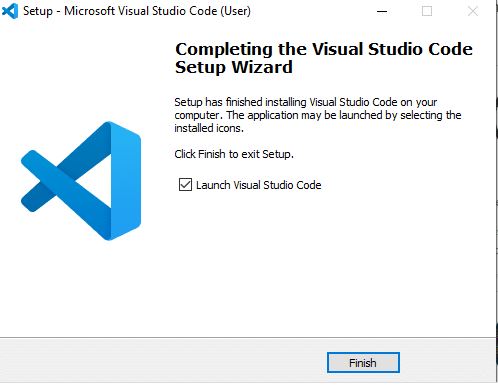 Setup - Microsoft Visual Studio Code (User)
Completing the Visual Studio Code
Setup Wizard
Setup has finished installing Visual Studio Code on your
computer. The application may be launched by selecting the
installed icons.
Click Finish to exit Setup.
Launch Visual Studio Code
Finish